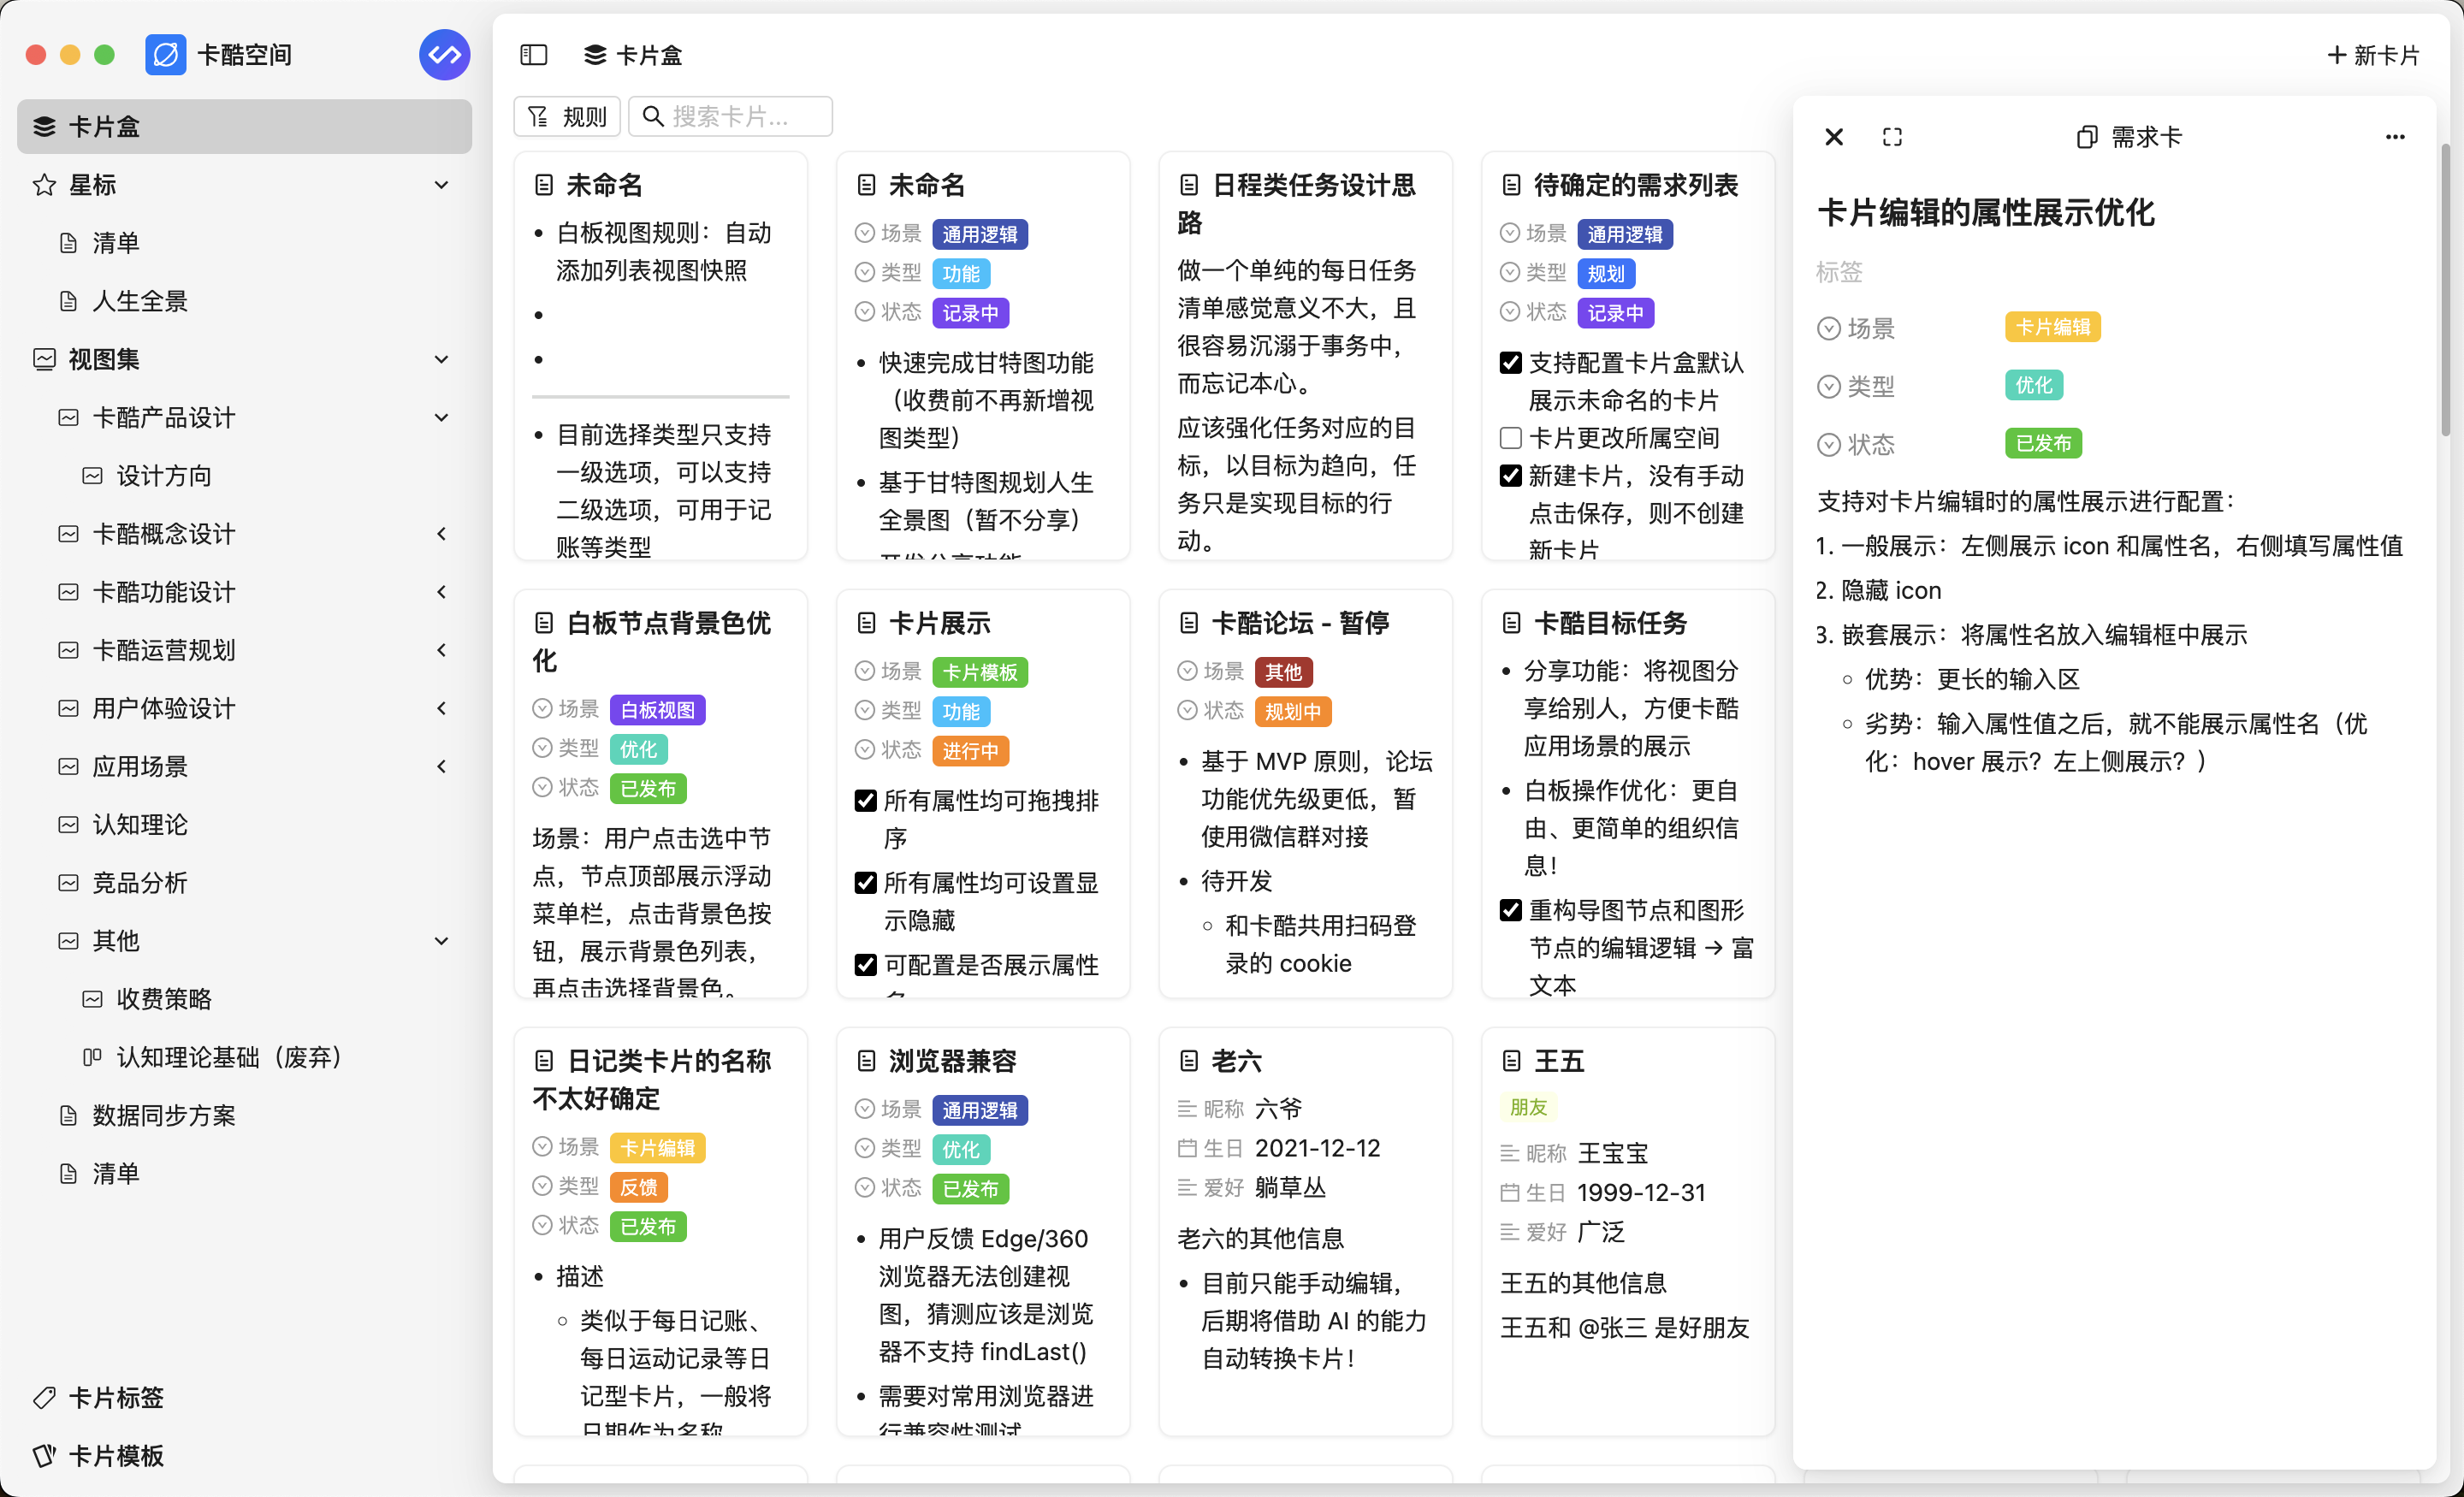 卡酷空间
卡片盒
星标
清单
人生全景
视图集
卡酷产品设计
设计方向
卡酷概念设计
卡酷功能设计
卡酷运营规划
用户体验设计
应用场景
认知理论
竞品分析
其他
收费策略
认知理论基础（废弃）
数据同步方案
清单
卡片标签
卡片模板
卡片盒
+ 新卡片
规则
搜索卡片...
未命名
• 白板视图规则：自动
添加列表视图快照
•
•
• 目前选择类型只支持
一级选项，可以支持
二级选项，可用于记
账等类型
未命名
场景 通用逻辑
类型 功能
状态 记录中
• 快速完成甘特图功能
（收费前不再新增视
图类型）
• 基于甘特图规划人生
全景图（暂不分享）
日程类任务设计思
路
做一个单纯的每日任务
清单感觉意义不大，且
很容易沉溺于事务中，
而忘记本心。
应该强化任务对应的目
标，以目标为趋向，任
务只是实现目标的行
动。
待确定的需求列表
场景 通用逻辑
类型 规划
状态 记录中
支持配置卡片盒默认
展示未命名的卡片
卡片更改所属空间
新建卡片，没有手动
点击保存，则不创建
新卡片
白板节点背景色优
化
场景 白板视图
类型 优化
状态 已发布
场景：用户点击选中节
点，节点顶部展示浮动
菜单栏，点击背景色按
钮，展示背景色列表，
再点击选择背景色。
卡片展示
场景 卡片模板
类型 功能
状态 进行中
所有属性均可拖拽排
序
所有属性均可设置显
示隐藏
可配置是否展示属性
卡酷论坛 - 暂停
场景 其他
状态 规划中
• 基于 MVP 原则，论坛
功能优先级更低，暂
使用微信群对接
• 待开发
◦ 和卡酷共用扫码登
录的 cookie
卡酷目标任务
• 分享功能：将视图分
享给别人，方便卡酷
应用场景的展示
• 白板操作优化：更自
由、更简单的组织信
息！
重构导图节点和图形
节点的编辑逻辑 → 富
文本
日记类卡片的名称
不太好确定
场景 卡片编辑
类型 反馈
状态 已发布
• 描述
◦ 类似于每日记账、
每日运动记录等日
记型卡片，一般将
日期作为名称
浏览器兼容
场景 通用逻辑
类型 优化
状态 已发布
• 用户反馈 Edge/360
浏览器无法创建视
图，猜测应该是浏览
器不支持 findLast()
• 需要对常用浏览器进
行兼容性测试
老六
昵称 六爷
生日 2021-12-12
爱好 躺草丛
老六的其他信息
• 目前只能手动编辑，
后期将借助 AI 的能力
自动转换卡片！
王五
朋友
昵称 王宝宝
生日 1999-12-31
爱好 广泛
王五的其他信息
王五和 @张三 是好朋友
需求卡
卡片编辑的属性展示优化
标签
场景 卡片编辑
类型 优化
状态 已发布
支持对卡片编辑时的属性展示进行配置：
1. 一般展示：左侧展示 icon 和属性名，右侧填写属性值
2. 隐藏 icon
3. 嵌套展示：将属性名放入编辑框中展示
◦ 优势：更长的输入区
◦ 劣势：输入属性值之后，就不能展示属性名（优
化：hover 展示？左上侧展示？）